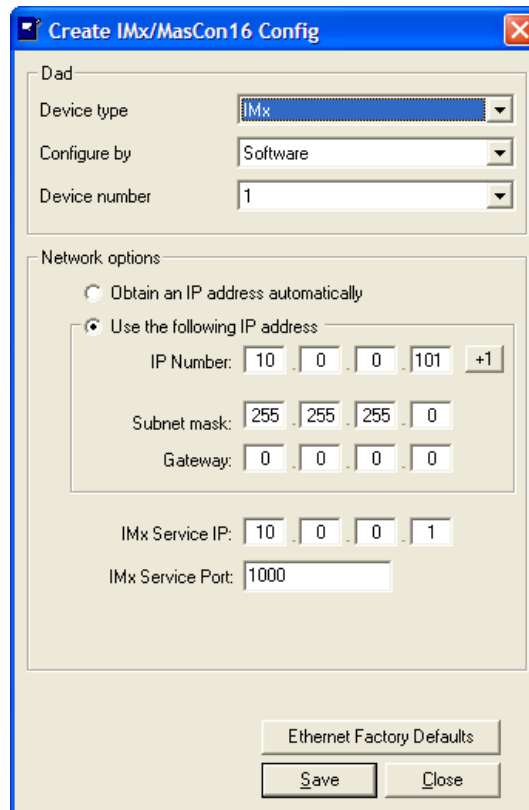 Create IMx/MasCon16 Config
Dad
Device type IMx
Configure by Software
Device number 1
Network options
Obtain an IP address automatically
Use the following IP address
IP Number: 10 . 0 . 0 . 101 +1
Subnet mask: 255 . 255 . 255 . 0
Gateway: 0 . 0 . 0 . 0
IMx Service IP: 10 . 0 . 0 . 1
IMx Service Port: 1000
Ethernet Factory Defaults
Save Close